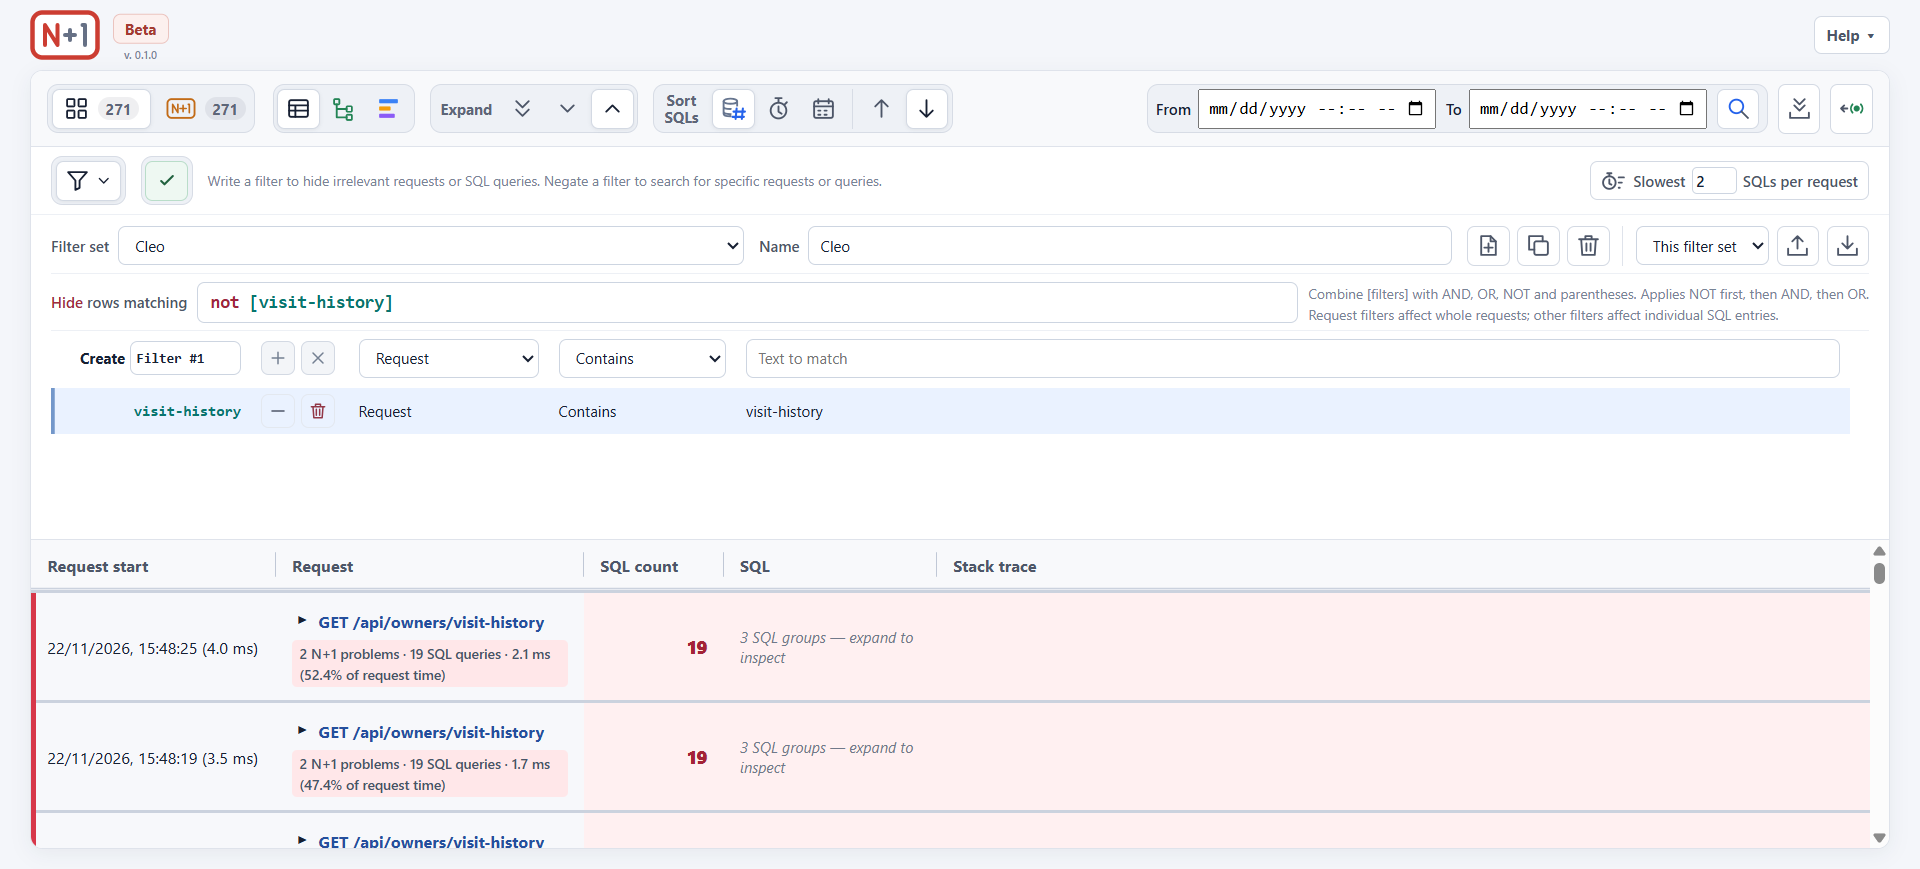 N+1
Beta
v. 0.1.0
Help
271
N+1 271
Expand
Sort SQLs
From mm/dd/yyyy --:-- --
To mm/dd/yyyy --:-- --
Write a filter to hide irrelevant requests or SQL queries. Negate a filter to search for specific requests or queries.
Slowest 2 SQLs per request
Filter set Cleo
Name Cleo
This filter set
Hide rows matching not [visit-history]
Combine [filters] with AND, OR, NOT and parentheses. Applies NOT first, then AND, then OR.
Request filters affect whole requests; other filters affect individual SQL entries.
Create Filter #1 Request Contains Text to match
visit-history Request Contains visit-history
Request start Request SQL count SQL Stack trace
22/11/2026, 15:48:25 (4.0 ms)
GET /api/owners/visit-history
2 N+1 problems · 19 SQL queries · 2.1 ms
(52.4% of request time)
19
3 SQL groups — expand to
inspect
22/11/2026, 15:48:19 (3.5 ms)
GET /api/owners/visit-history
2 N+1 problems · 19 SQL queries · 1.7 ms
(47.4% of request time)
19
3 SQL groups — expand to
inspect
GET /api/owners/visit-history